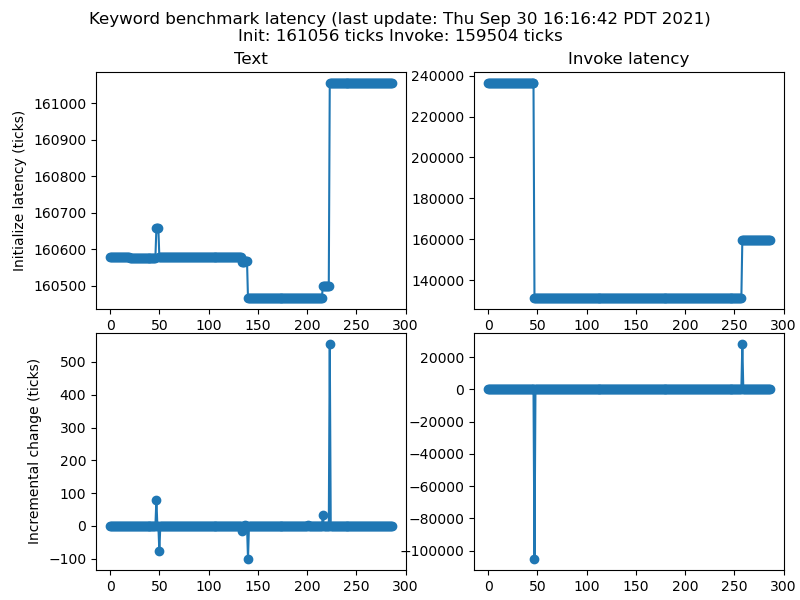 Keyword benchmark latency (last update: Thu Sep 30 16:16:42 PDT 2021)
Init: 161056 ticks Invoke: 159504 ticks
Text
Invoke latency
Initialize latency (ticks)
161000
160900
160800
160700
160600
160500
0 50 100 150 200 250 300
240000
220000
200000
180000
160000
140000
0 50 100 150 200 250 300
Incremental change (ticks)
500
400
300
200
100
0
−100
0 50 100 150 200 250 300
20000
0
−20000
−40000
−60000
−80000
−100000
0 50 100 150 200 250 300